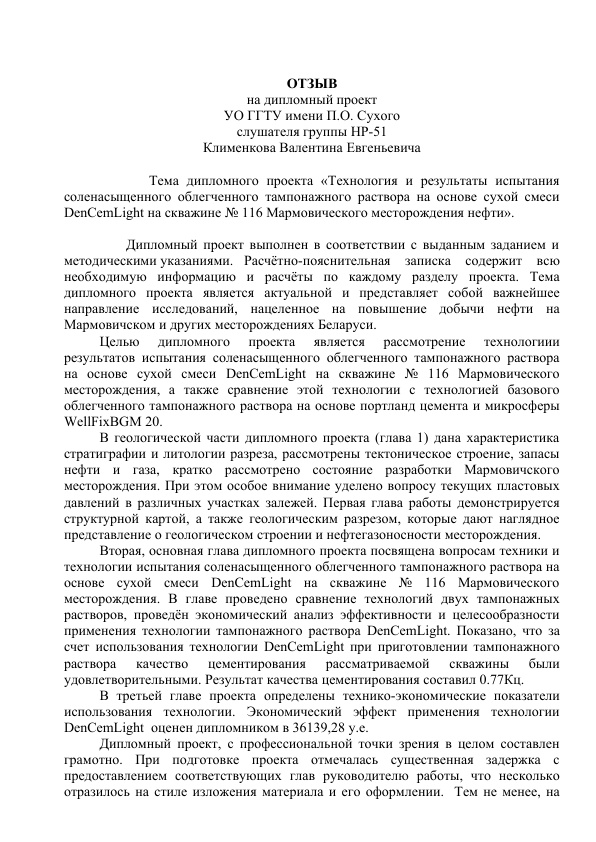 ОТЗЫВ
на дипломный проект
УО ГГТУ имени П.О. Сухого
слушателя группы НР-51
Клименкова Валентина Евгеньевича
Тема дипломного проекта «Технология и результаты испытания
соленасыщенного облегченного тампонажного раствора на основе сухой смеси
DenCemLight на скважине № 116 Мармовического месторождения нефти».
Дипломный проект выполнен в соответствии с выданным заданием и
методическими указаниями. Расчётно-пояснительная записка содержит всю
необходимую информацию и расчёты по каждому разделу проекта. Тема
дипломного проекта является актуальной и представляет собой важнейшее
направление исследований, нацеленное на повышение добычи нефти на
Мармовичском и других месторождениях Беларуси.
Целью дипломного проекта является рассмотрение технологиии
результатов испытания соленасыщенного облегченного тампонажного раствора
на основе сухой смеси DenCemLight на скважине № 116 Мармовического
месторождения, а также сравнение этой технологии с технологией базового
облегченного тампонажного раствора на основе портланд цемента и микросферы
WellFixBGM 20.
В геологической части дипломного проекта (глава 1) дана характеристика
стратиграфии и литологии разреза, рассмотрены тектоническое строение, запасы
нефти и газа, кратко рассмотрено состояние разработки Мармовичского
месторождения. При этом особое внимание уделено вопросу текущих пластовых
давлений в различных участках залежей. Первая глава работы демонстрируется
структурной картой, а также геологическим разрезом, которые дают наглядное
представление о геологическом строении и нефтегазоносности месторождения.
Вторая, основная глава дипломного проекта посвящена вопросам техники и
технологии испытания соленасыщенного облегченного тампонажного раствора на
основе сухой смеси DenCemLight на скважине № 116 Мармовического
месторождения. В главе проведено сравнение технологий двух тампонажных
растворов, проведён экономический анализ эффективности и целесообразности
применения технологии тампонажного раствора DenCemLight. Показано, что за
счет использования технологии DenCemLight при приготовлении тампонажного
раствора качество цементирования рассматриваемой скважины были
удовлетворительными. Результат качества цементирования составил 0.77Кц.
В третьей главе проекта определены технико-экономические показатели
использования технологии. Экономический эффект применения технологии
DenCemLight оценен дипломником в 36139,28 у.е.
Дипломный проект, с профессиональной точки зрения в целом составлен
грамотно. При подготовке проекта отмечалась существенная задержка с
предоставлением соответствующих глав руководителю работы, что несколько
отразилось на стиле изложения материала и его оформлении. Тем не менее, на